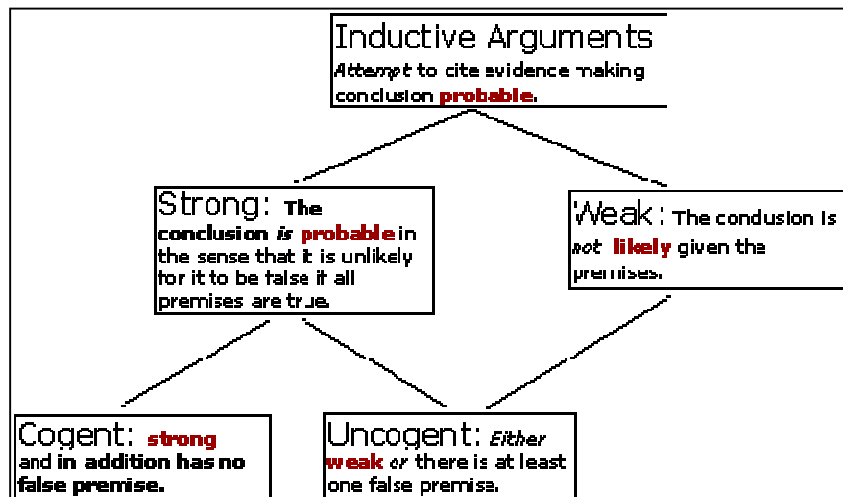 Inductive Arguments
Attempt to cite evidence making
conclusion probable.
Strong: The
conclusion is probable in
the sense that it is unlikely
for it to be false if all
premises are true.
Weak: The conclusion is
not likely given the
premises.
Cogent: strong
and in addition has no
false premise.
Uncogent: Either
weak or there is at least
one false premise.